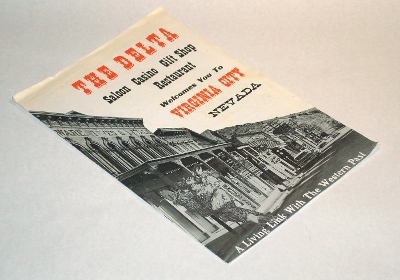 THE DELTA
Saloon Casino Gift Shop
Restaurant
Welcomes You To
VIRGINIA CITY
NEVADA
A Living Link With The Western Past